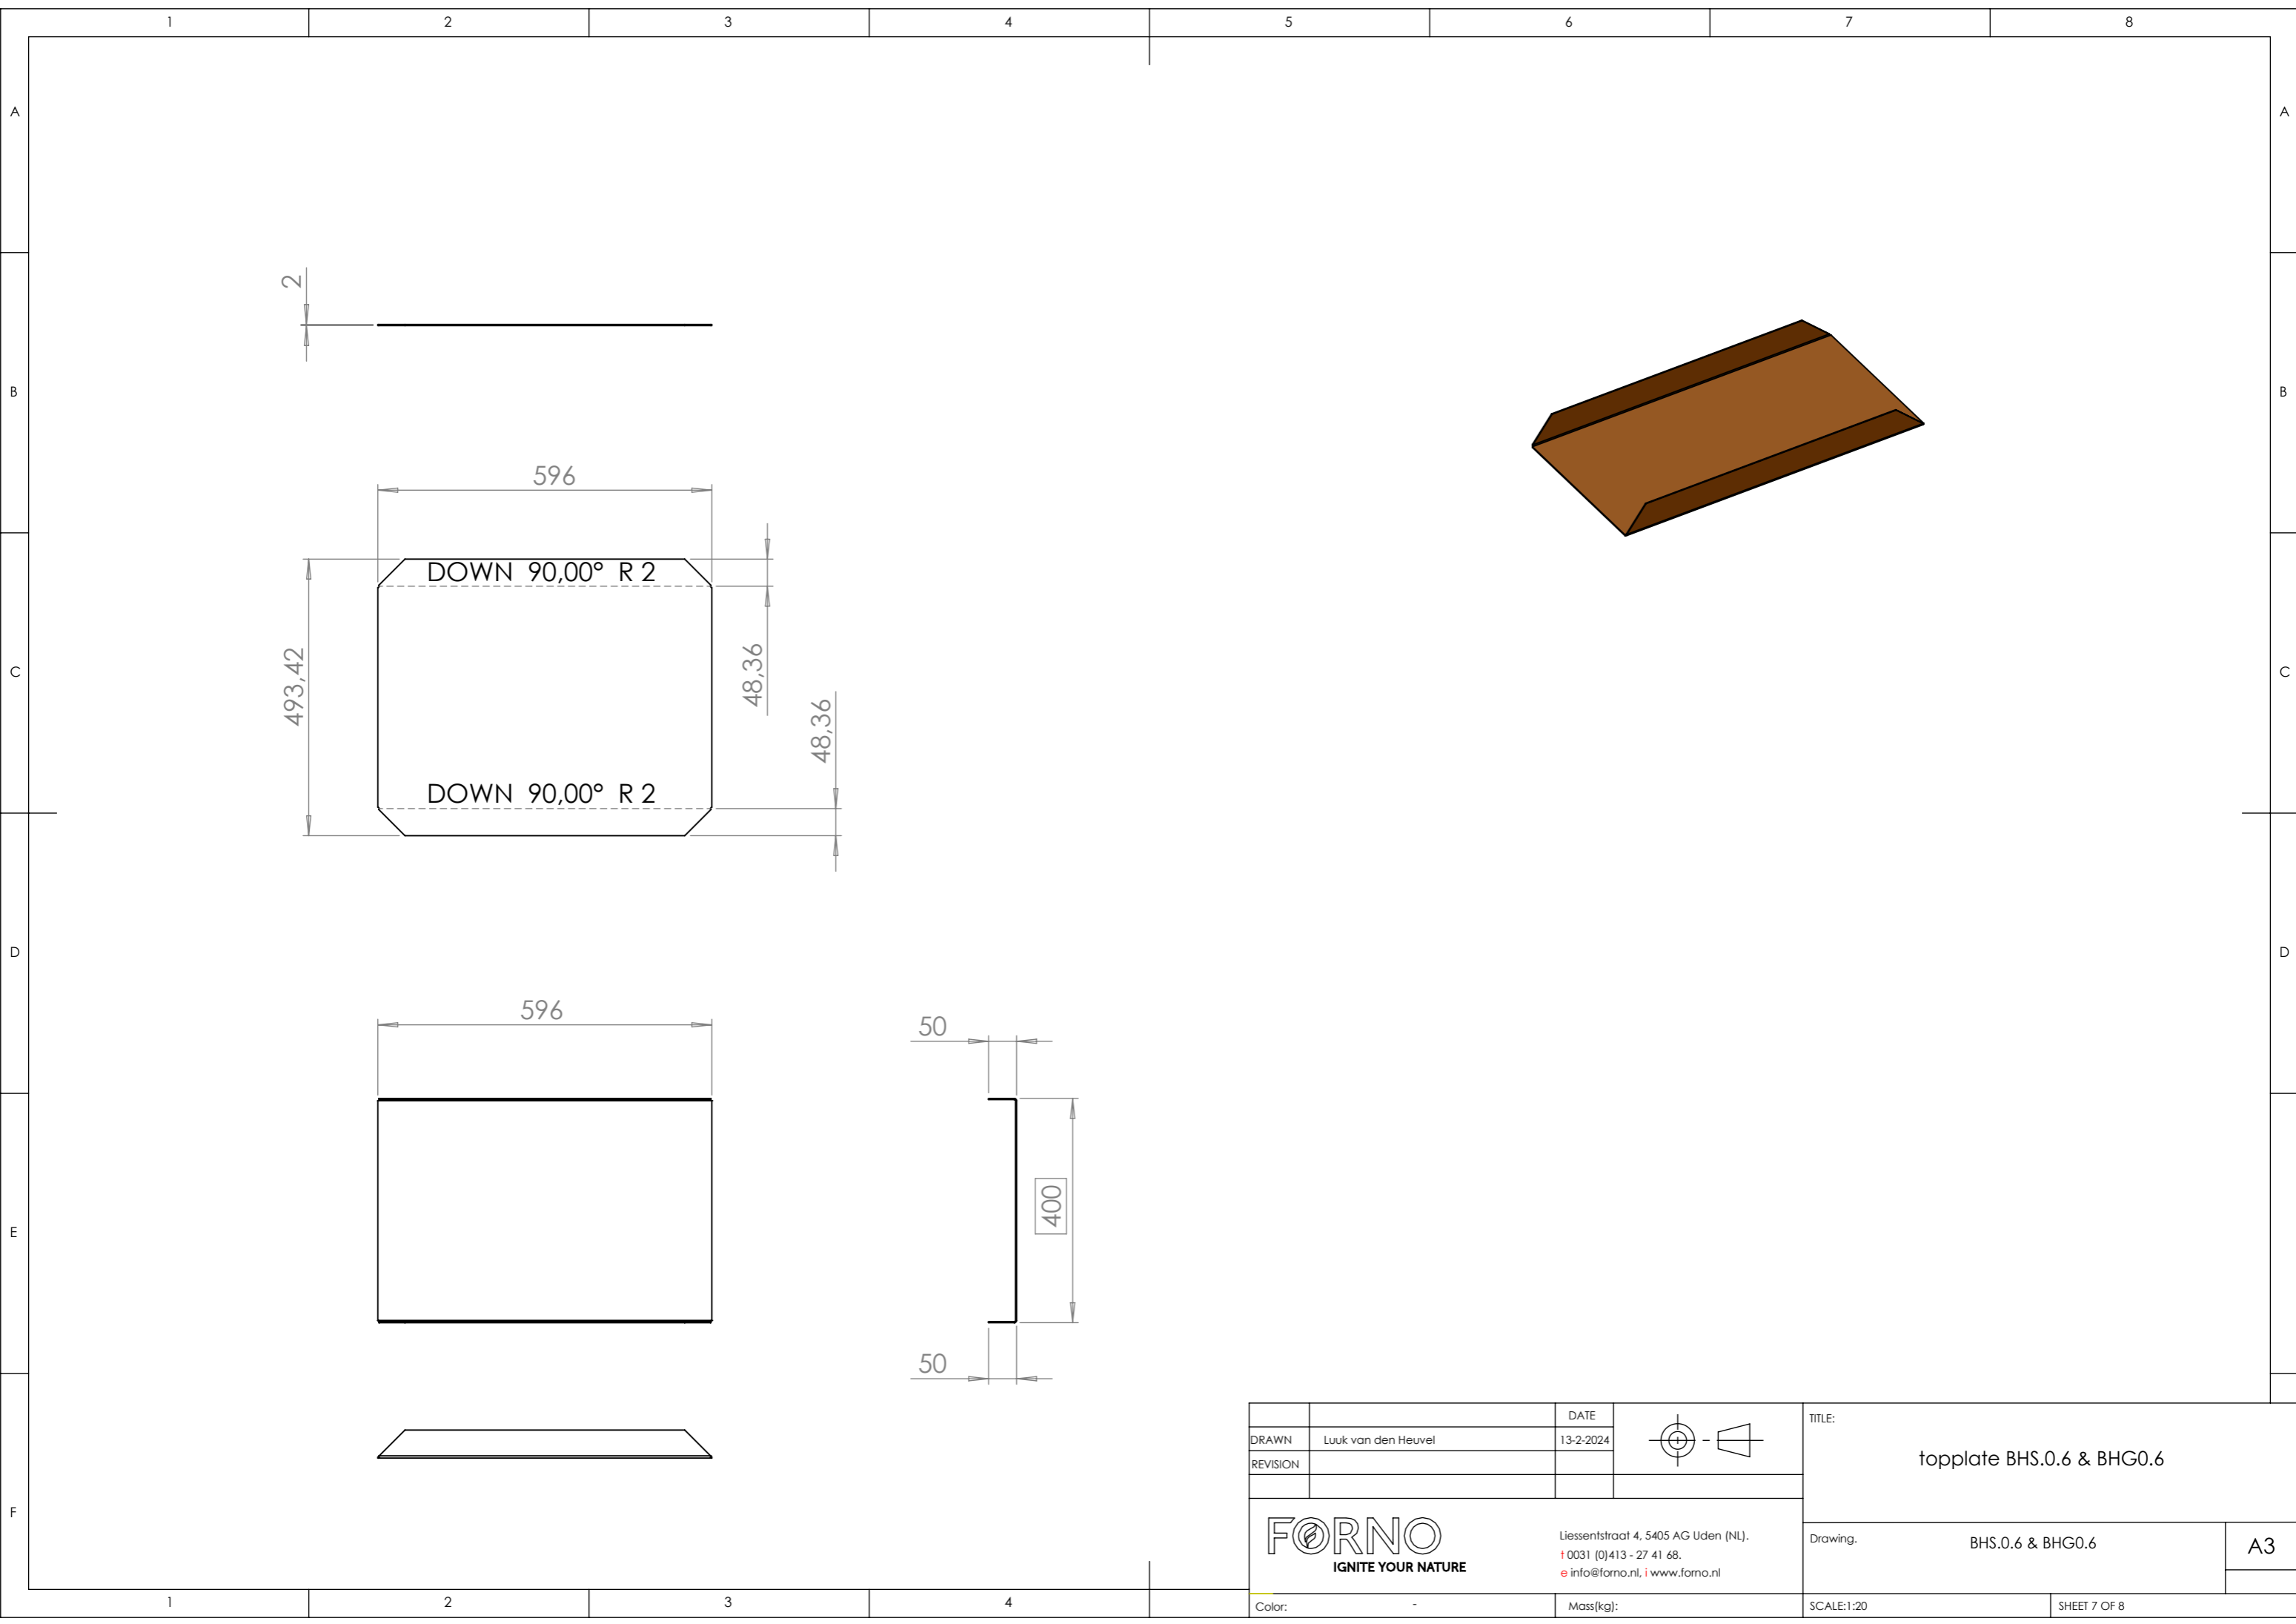 1 2 3 4 5 6 7 8
A A
2
B B
596
DOWN 90,00° R 2
493,42
48,36
C C
48,36
DOWN 90,00° R 2
D D
596
50
400
E E
50
DATE
DRAWN Luuk van den Heuvel 13-2-2024
REVISION
TITLE:
topplate BHS.0.6 & BHG0.6
F
FORNO
IGNITE YOUR NATURE
Liessentstraat 4, 5405 AG Uden (NL).
t 0031 (0)413 - 27 41 68.
e info@forno.nl, i www.forno.nl
Drawing. BHS.0.6 & BHG0.6 A3
Color: - Mass(kg): SCALE:1:20 SHEET 7 OF 8
1 2 3 4